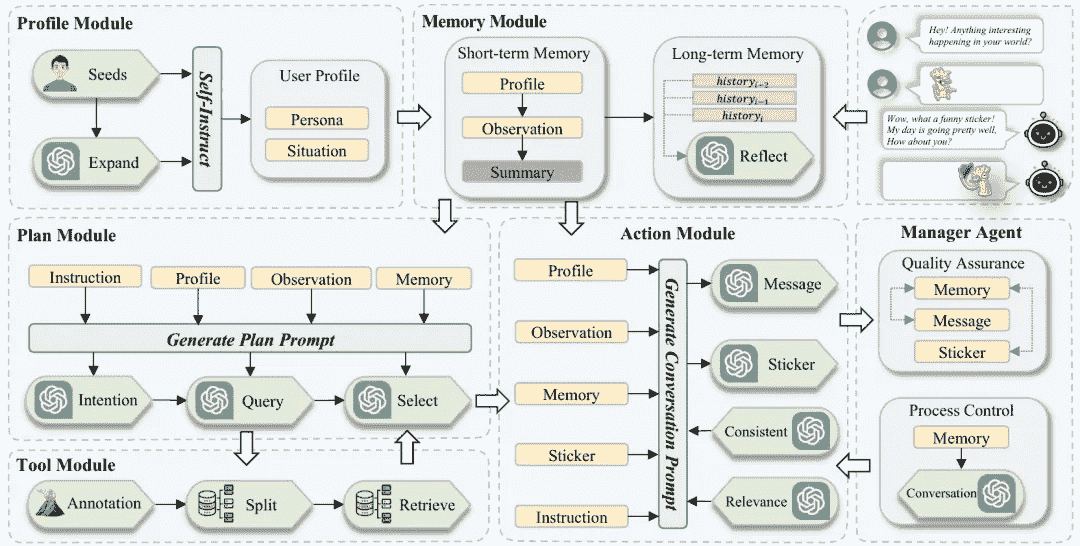 Profile Module
Seeds
Expand
Self-Instruct
User Profile
Persona
Situation
Memory Module
Short-term Memory
Profile
Observation
Summary
Long-term Memory
history i-2
history i-1
history i
Reflect
Hey! Anything interesting
happening in your world?
Wow, what a funny sticker!
My day is going pretty well,
How about you?
Plan Module
Instruction
Profile
Observation
Memory
Generate Plan Prompt
Intention
Query
Select
Tool Module
Annotation
Split
Retrieve
Action Module
Profile
Observation
Memory
Sticker
Instruction
Generate Conversation Prompt
Message
Sticker
Consistent
Relevance
Manager Agent
Quality Assurance
Memory
Message
Sticker
Process Control
Memory
Conversation